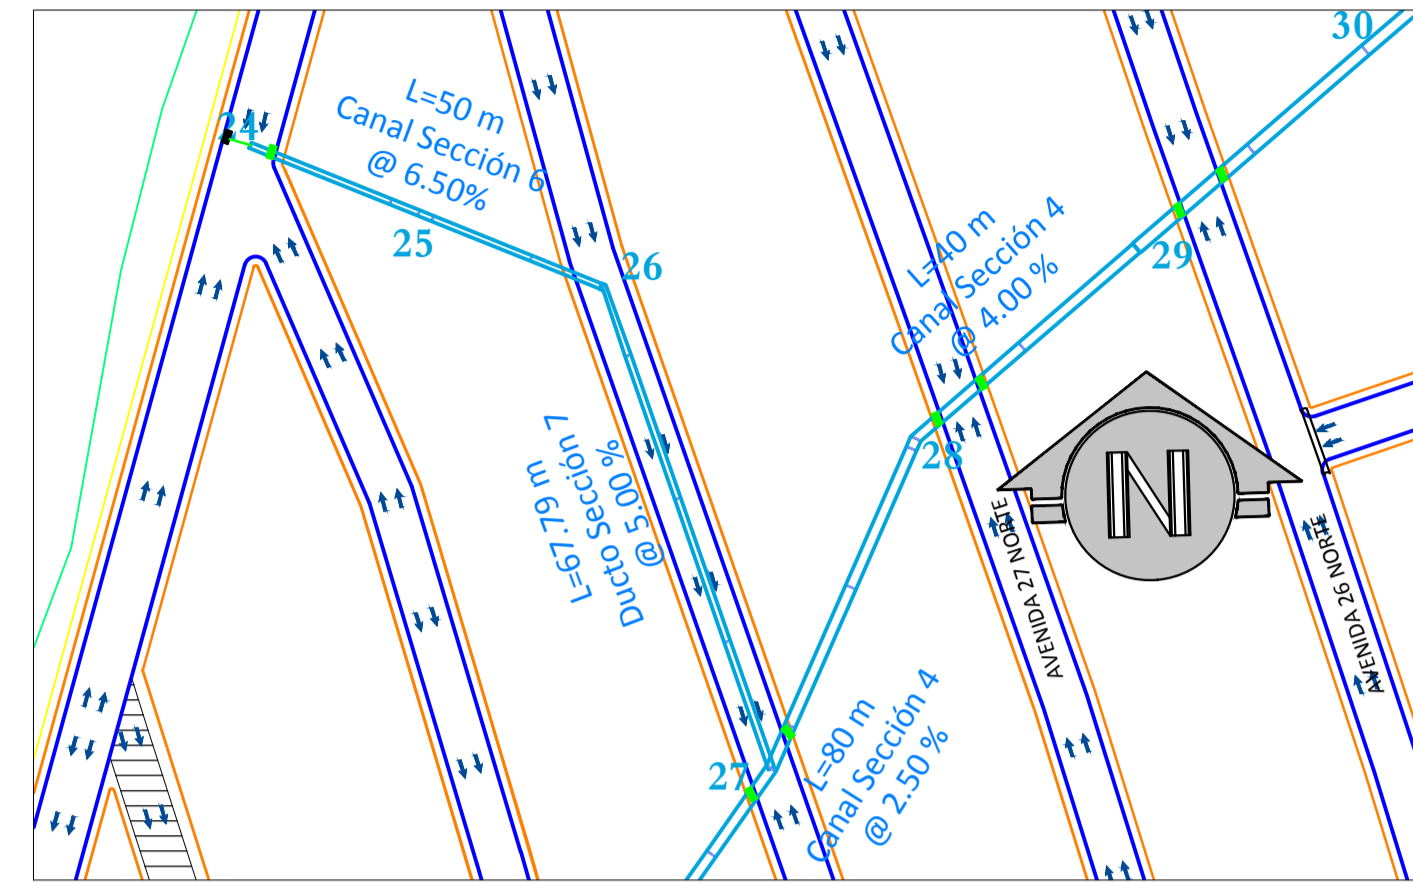 30
24
L=50 m
Canal Sección 6
@ 6.50%
25
26
L=40 m
Canal Sección 4
@ 4.00 %
29
28
L=67.79 m
Ducto Sección 7
@ 5.00 %
N
AVENIDA 27 NORTE
AVENIDA 26 NORTE
27
L=80 m
Canal Sección 4
@ 2.50 %